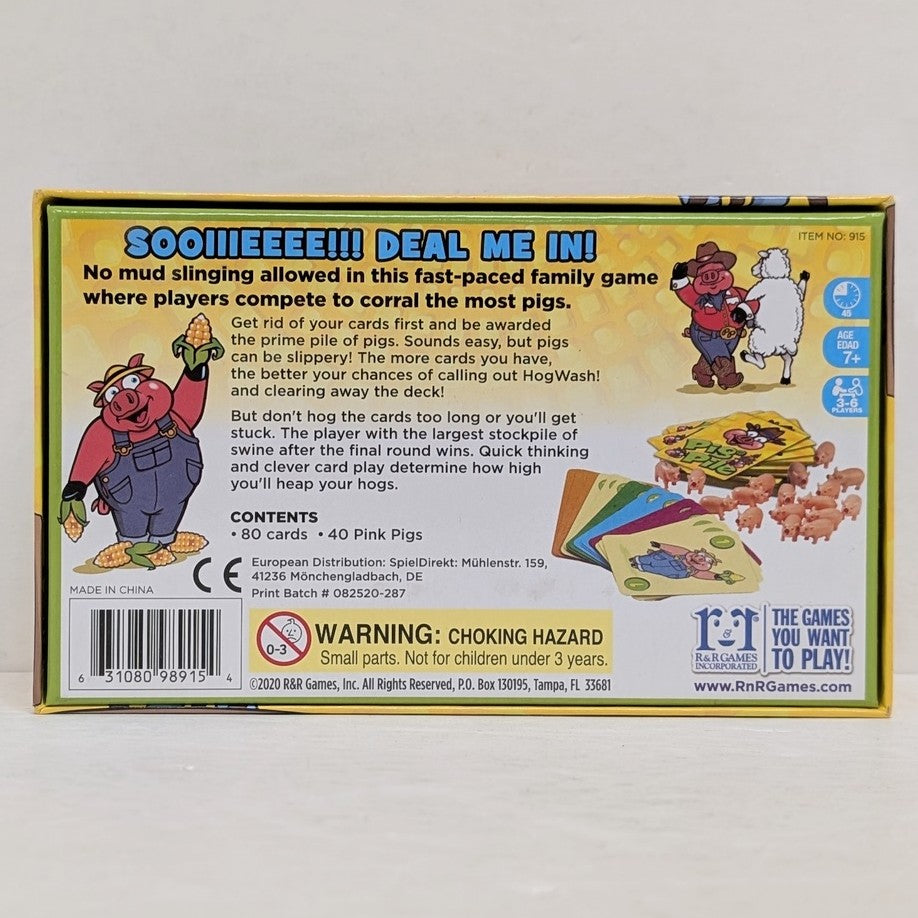 SOOIIIEEEE!!! DEAL ME IN!
ITEM NO: 915
No mud slinging allowed in this fast-paced family game
where players compete to corral the most pigs.
Get rid of your cards first and be awarded
the prime pile of pigs. Sounds easy, but pigs
can be slippery! The more cards you have,
the better your chances of calling out HogWash!
and clearing away the deck!
But don't hog the cards too long or you'll get
stuck. The player with the largest stockpile of
swine after the final round wins. Quick thinking
and clever card play determine how high
you'll heap your hogs.
45
AGE
EDAD
7+
3-6
PLAYERS
Pig
Pile
1
1
CONTENTS
• 80 cards • 40 Pink Pigs
MADE IN CHINA
CE
European Distribution: SpielDirekt: Mühlenstr. 159,
41236 Mönchengladbach, DE
Print Batch # 082520-287
6 31080 98915 4
0-3
WARNING: CHOKING HAZARD
Small parts. Not for children under 3 years.
©2020 R&R Games, Inc. All Rights Reserved, P.O. Box 130195, Tampa, FL 33681
r&r
R&R GAMES
INCORPORATED
THE GAMES
YOU WANT
TO PLAY!
www.RnRGames.com